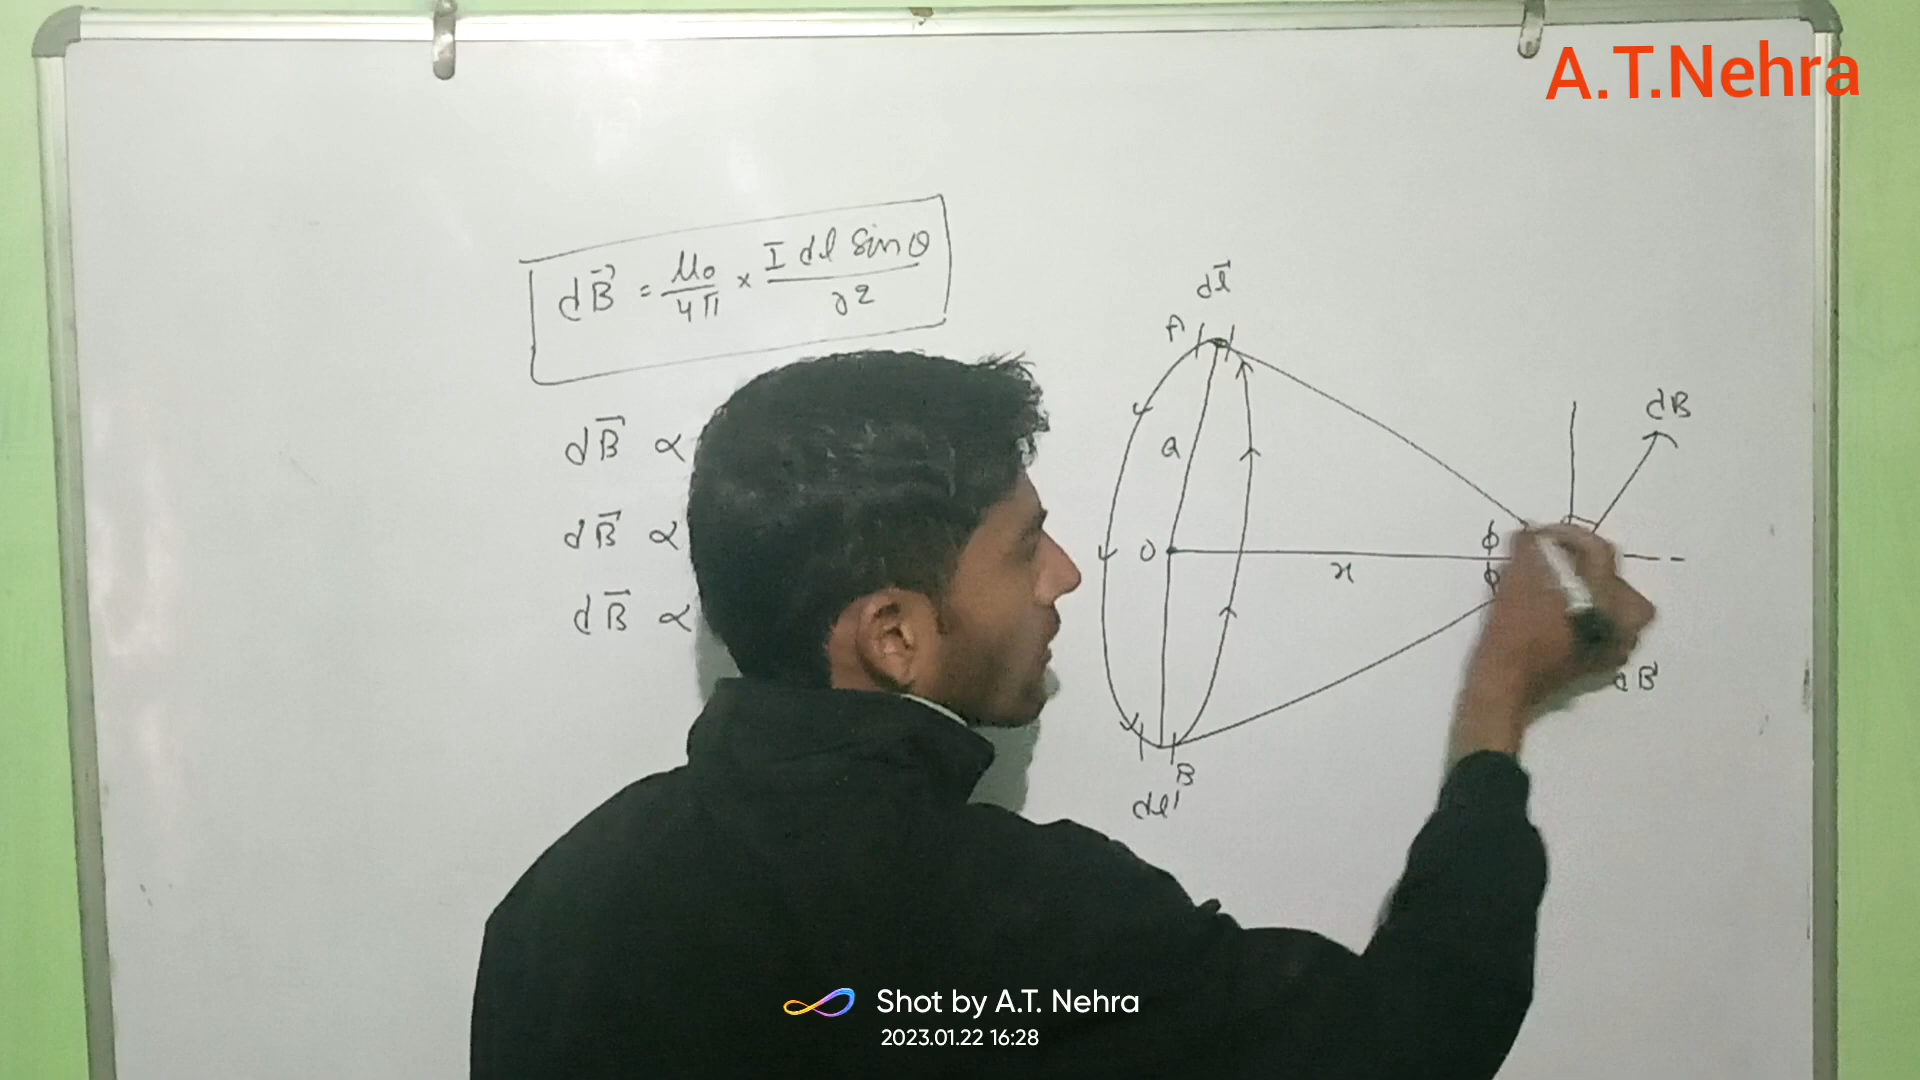 A.T.Nehra
dB⃗ = μ₀/4π × I dl Sinθ/r²
dB⃗ ∝
dB⃗ ∝
dB⃗ ∝
dl⃗
A
a
O
x
ϕ
ϕ
dB
dB'
B
dl'
Shot by A.T. Nehra
2023.01.22 16:28